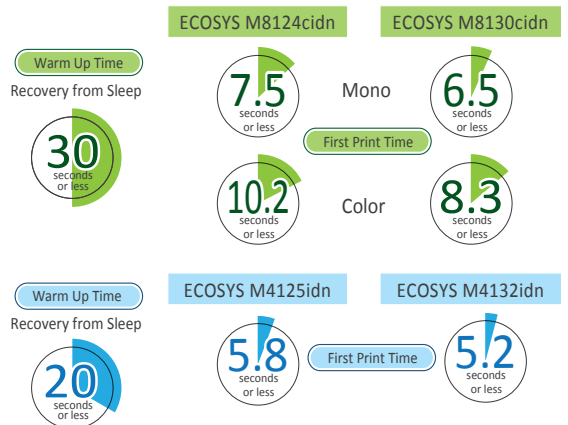 ECOSYS M8124cidn
ECOSYS M8130cidn
Warm Up Time
Recovery from Sleep
30
seconds
or less
7.5
seconds
or less
Mono
6.5
seconds
or less
First Print Time
10.2
seconds
or less
Color
8.3
seconds
or less
Warm Up Time
Recovery from Sleep
20
seconds
or less
ECOSYS M4125idn
ECOSYS M4132idn
5.8
seconds
or less
First Print Time
5.2
seconds
or less